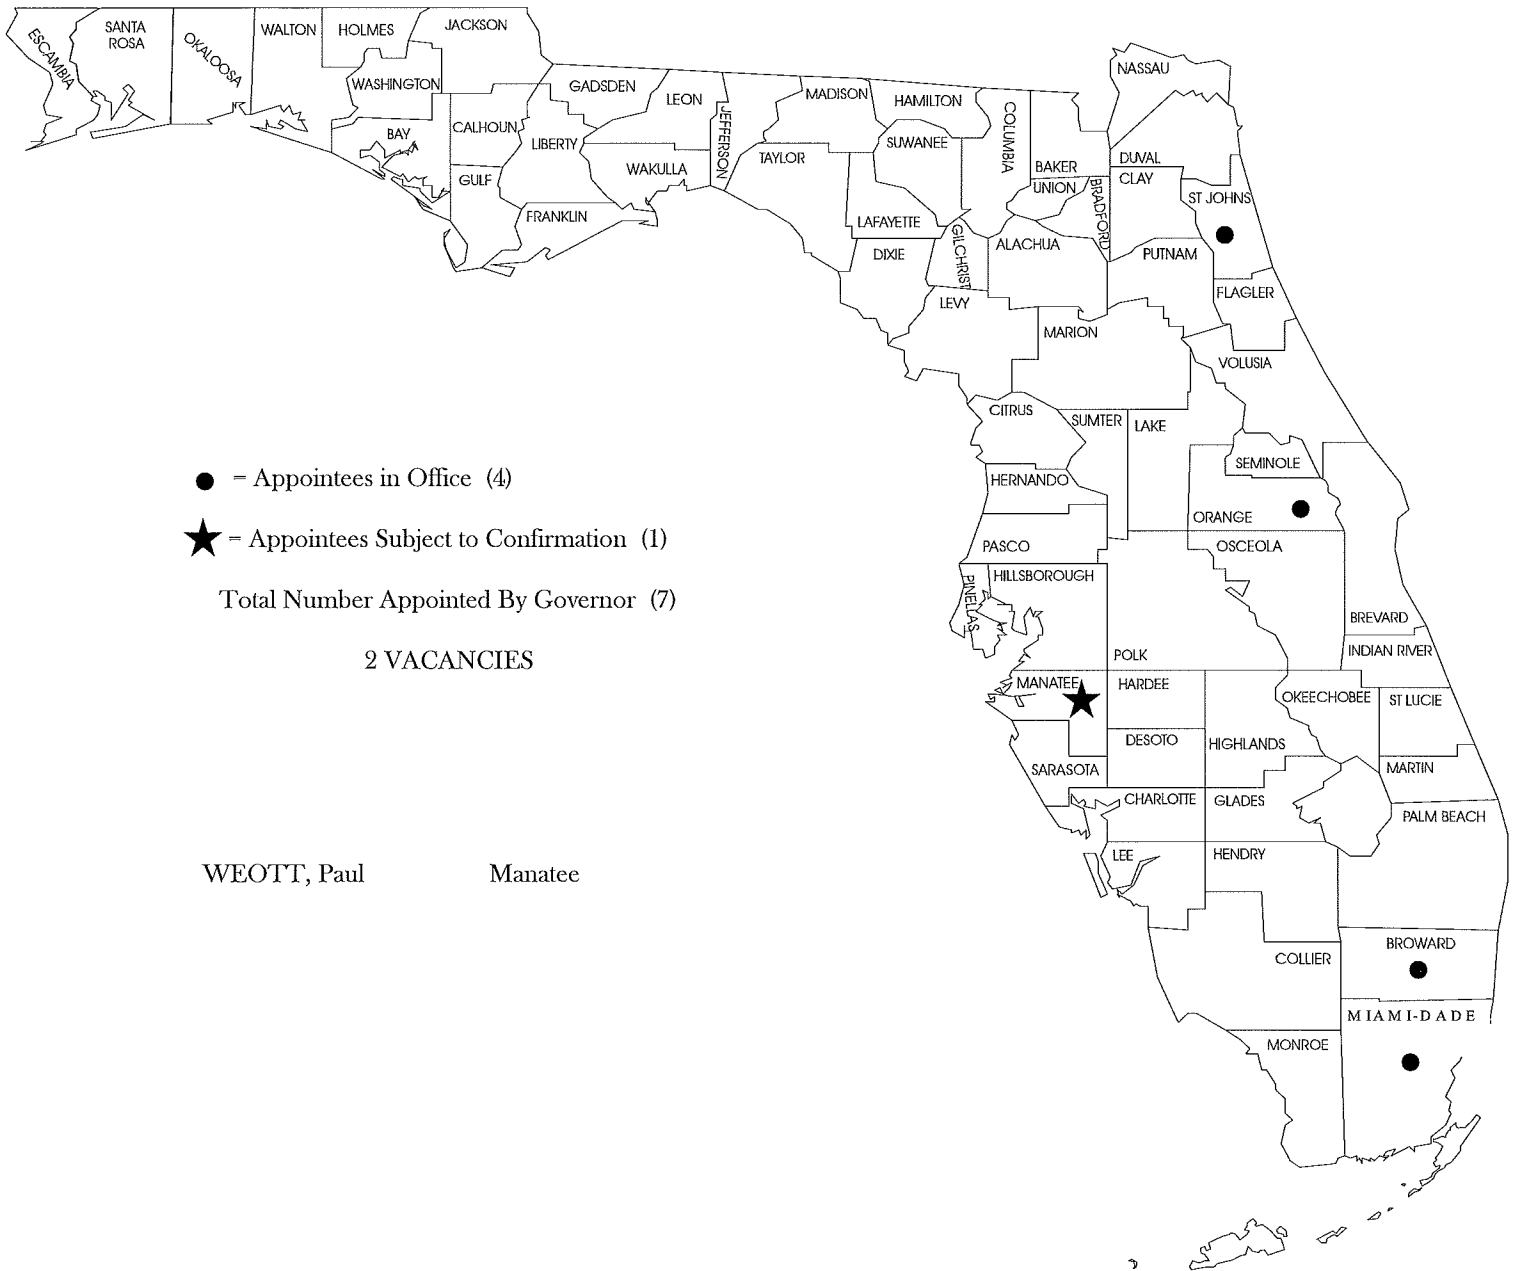 ESCAMBIA
SANTA
ROSA
OKALOOSA
WALTON
HOLMES
JACKSON
WASHINGTON
BAY
CALHOUN
GULF
GADSDEN
LIBERTY
FRANKLIN
LEON
WAKULLA
JEFFERSON
MADISON
TAYLOR
HAMILTON
SUWANEE
LAFAYETTE
DIXIE
COLUMBIA
GILCHRIST
LEVY
BAKER
UNION
BRADFORD
ALACHUA
NASSAU
DUVAL
CLAY
ST JOHNS
PUTNAM
FLAGLER
MARION
VOLUSIA
CITRUS
SUMTER
LAKE
SEMINOLE
HERNANDO
ORANGE
PASCO
OSCEOLA
HILLSBOROUGH
PINELLAS
POLK
BREVARD
INDIAN RIVER
MANATEE
HARDEE
OKEECHOBEE
ST LUCIE
DESOTO
HIGHLANDS
SARASOTA
MARTIN
CHARLOTTE
GLADES
PALM BEACH
LEE
HENDRY
BROWARD
COLLIER
MIAMI-DADE
MONROE
= Appointees in Office (4)
= Appointees Subject to Confirmation (1)
Total Number Appointed By Governor (7)
2 VACANCIES
WEOTT, Paul Manatee